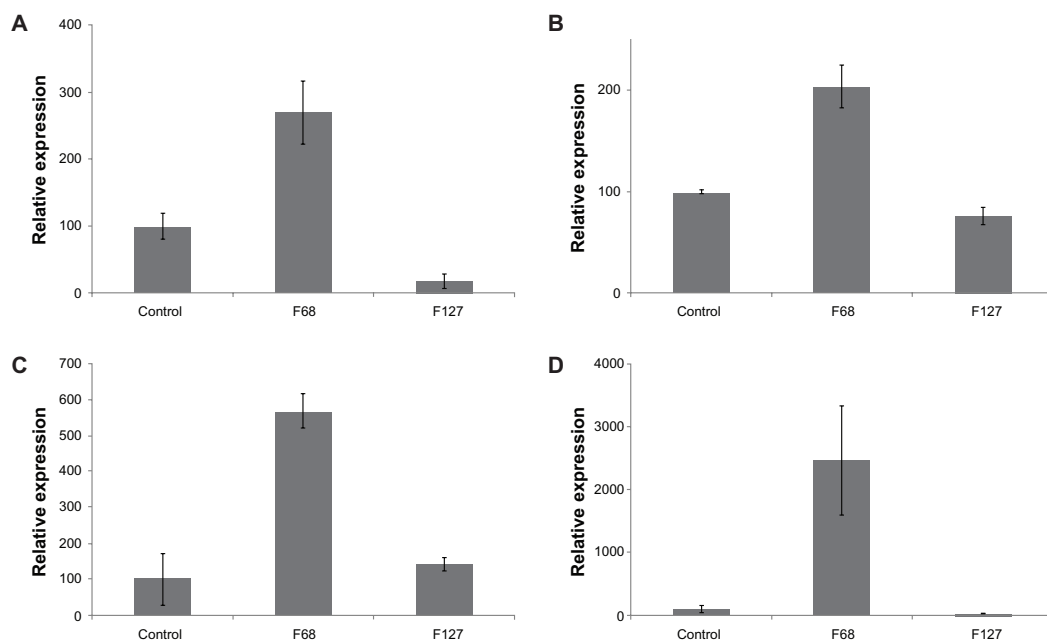 A
Relative expression
400
300
200
100
0
Control F68 F127
B
Relative expression
200
100
0
Control F68 F127
C
Relative expression
700
600
500
400
300
200
100
0
Control F68 F127
D
Relative expression
4000
3000
2000
1000
0
Control F68 F127